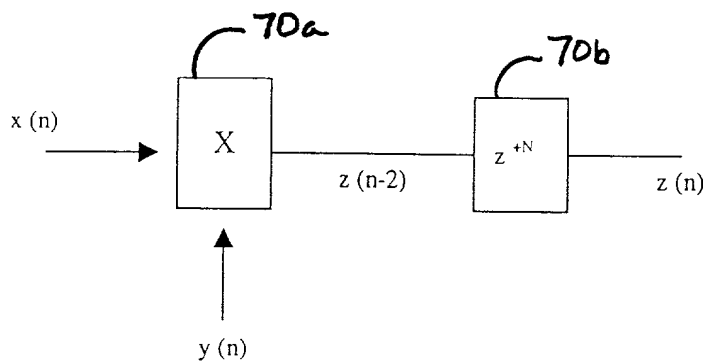 70a
70b
x (n)
X
z +N
z (n-2)
z (n)
y (n)